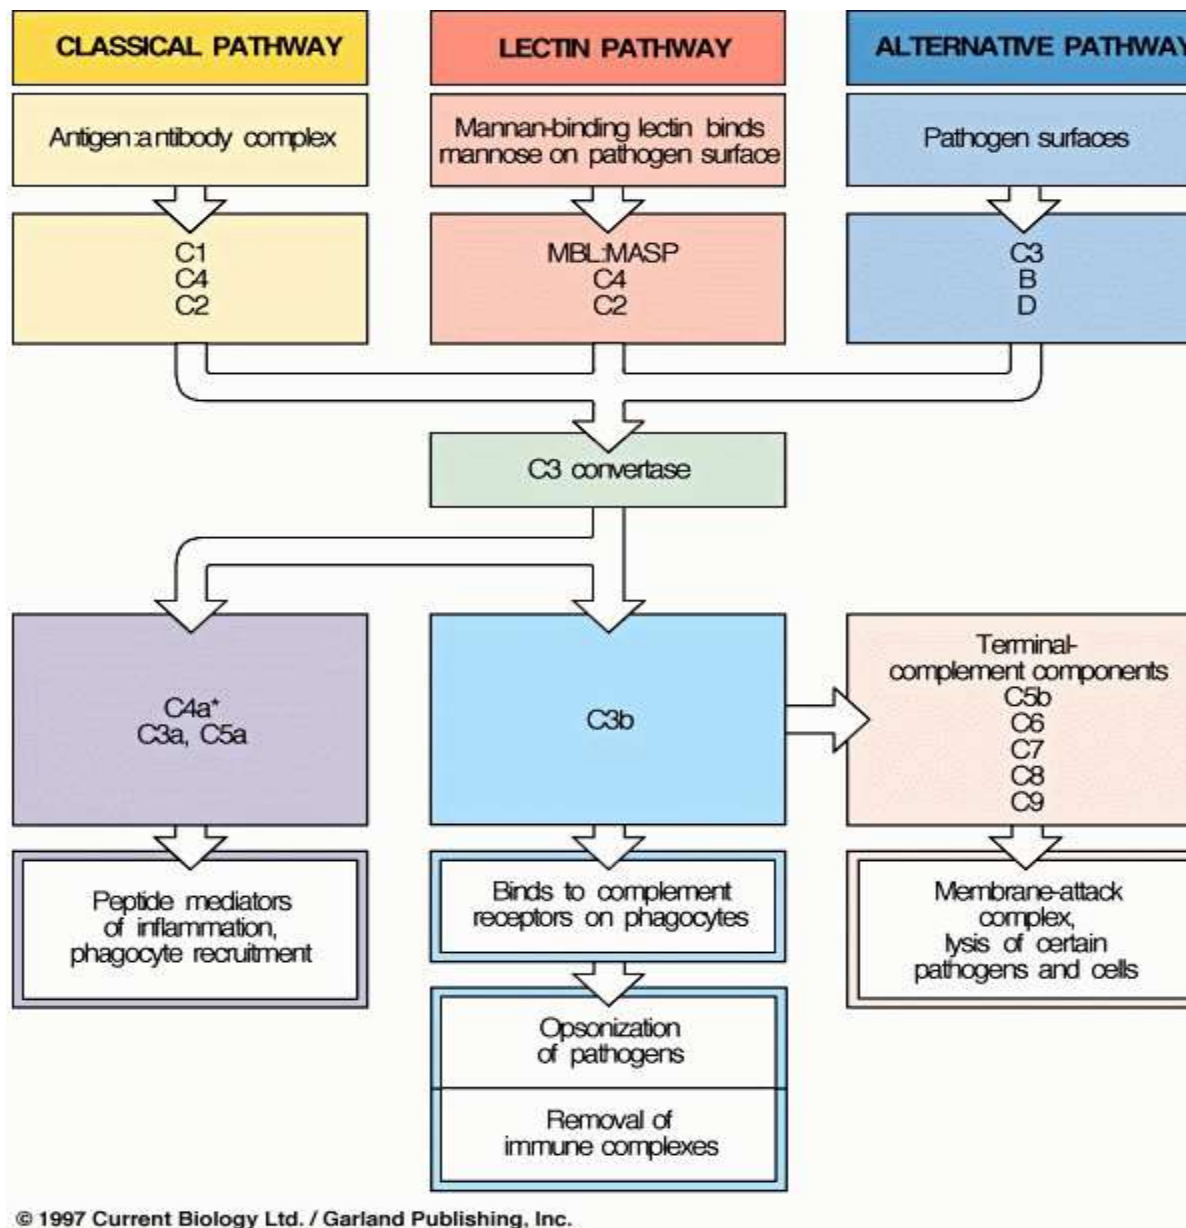 CLASSICAL PATHWAY
LECTIN PATHWAY
ALTERNATIVE PATHWAY
Antigen:antibody complex
Mannan-binding lectin binds
mannose on pathogen surface
Pathogen surfaces
C1
C4
C2
MBL:MASP
C4
C2
C3
B
D
C3 convertase
C4a*
C3a, C5a
C3b
Terminal-
complement components
C5b
C6
C7
C8
C9
Peptide mediators
of inflammation,
phagocyte recruitment
Binds to complement
receptors on phagocytes
Membrane-attack
complex,
lysis of certain
pathogens and cells
Opsonization
of pathogens
Removal of
immune complexes
© 1997 Current Biology Ltd. / Garland Publishing, Inc.